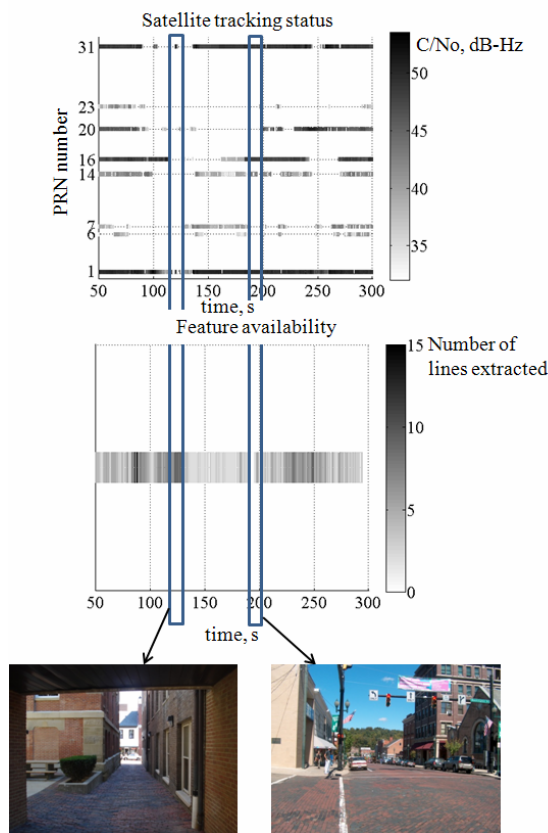 Satellite tracking status
C/No, dB-Hz
PRN number
31
23
20
16
14
7
6
1
50 100 150 200 250 300
time, s
50
45
40
35
Feature availability
Number of
lines extracted
15
10
5
0
50 100 150 200 250 300
time, s